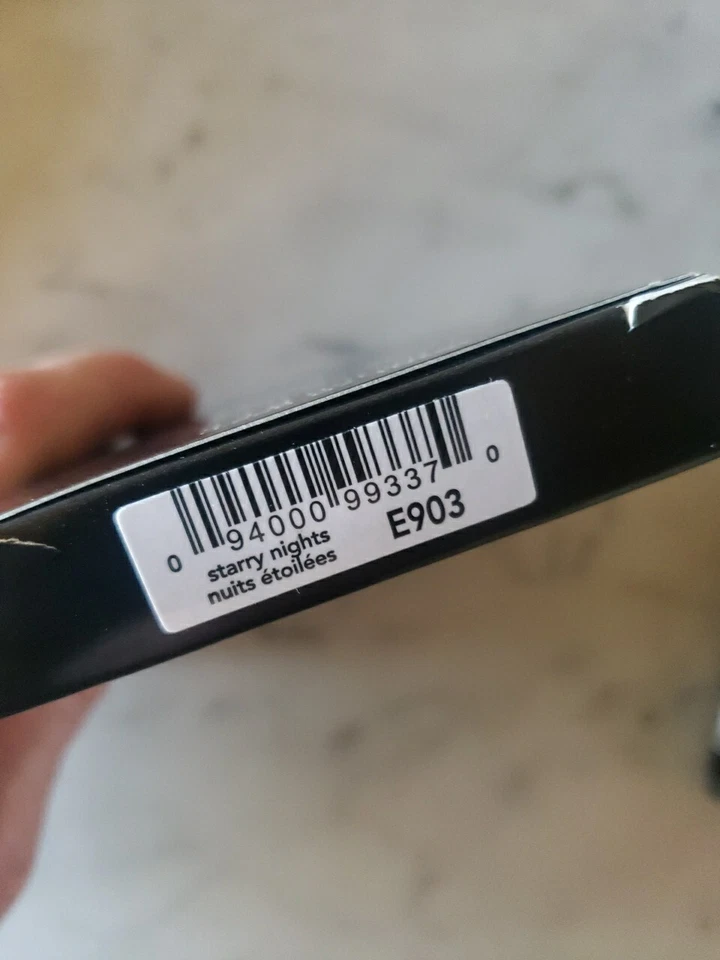 0 94000 99337 0
starry nights
nuits étoilées
E903